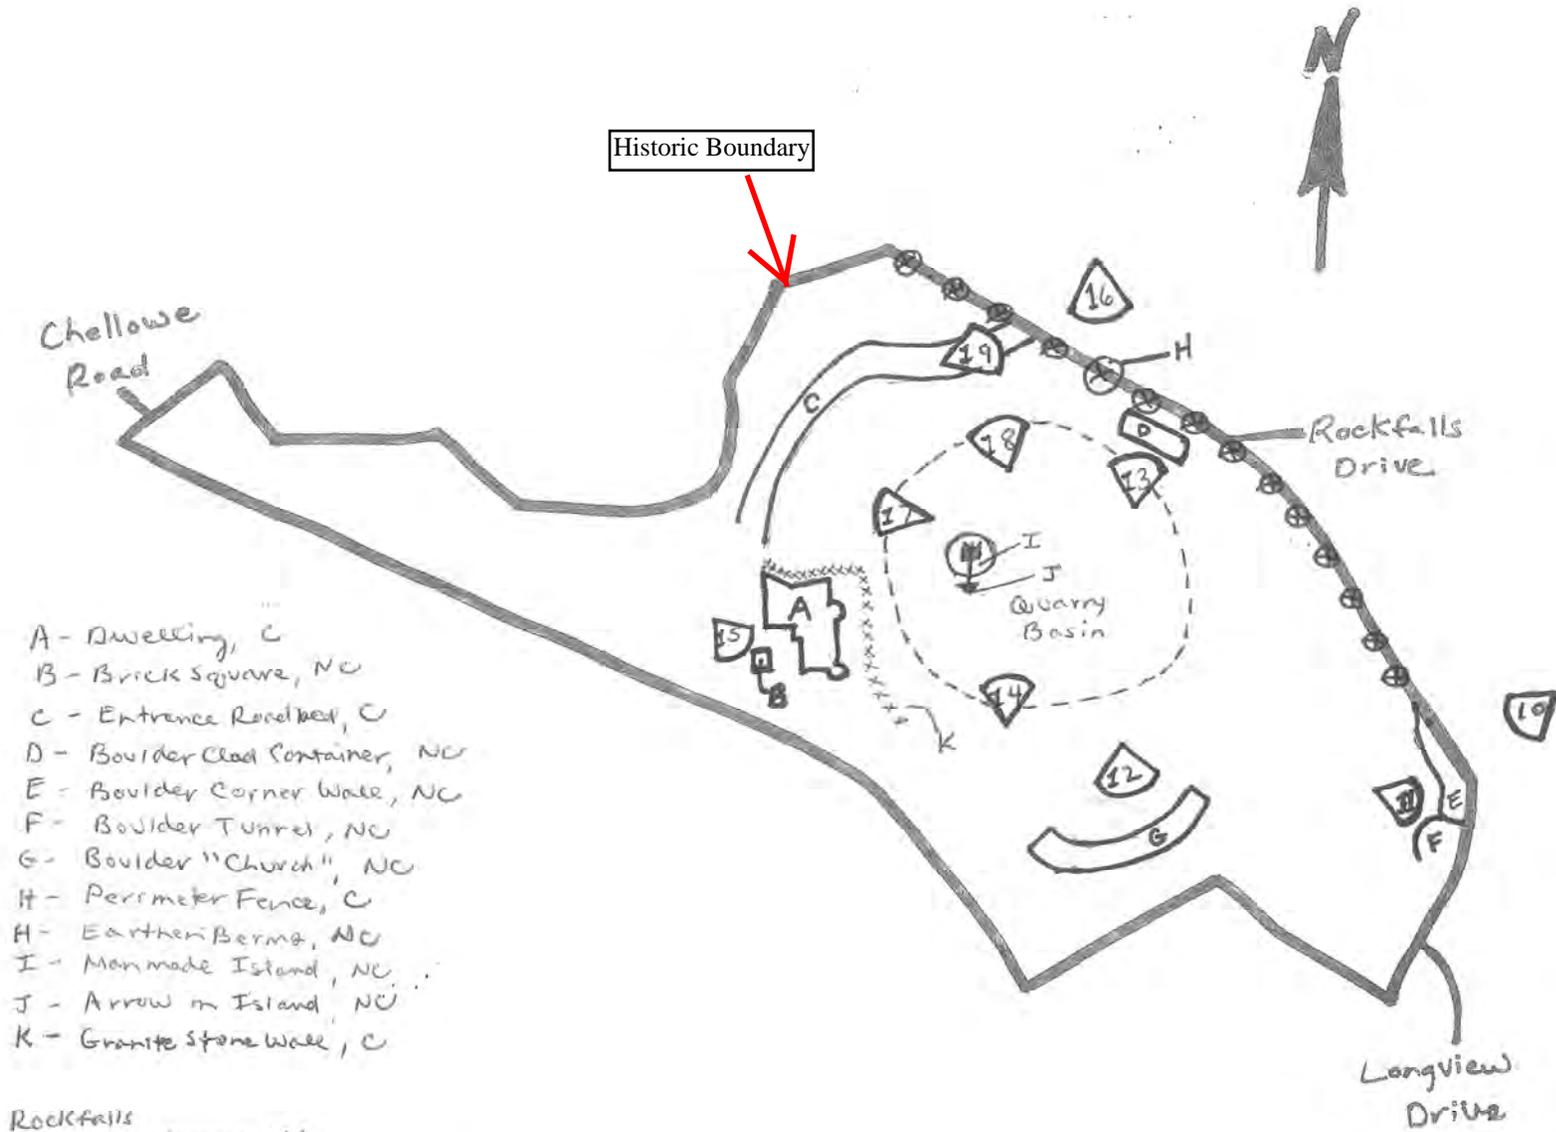 N
Historic Boundary
Chellowe
Road
16
H
19
C
18
D
13
Rockfalls
Drive
17
I
J
Quarry
Basin
A
15
B
14
K
12
G
10
11
E
F
Longview
Drive
A - Dwelling, C
B - Brick Square, NC
C - Entrance Roadbed, C
D - Boulder Clad Container, NC
E - Boulder Corner Wall, NC
F - Boulder Tunnel, NC
G - Boulder "Church", NC
H - Perimeter Fence, C
H - Earthen Berms, NC
I - Manmade Island, NC
J - Arrow on Island, NC
K - Granite Stone Wall, C
Rockfalls